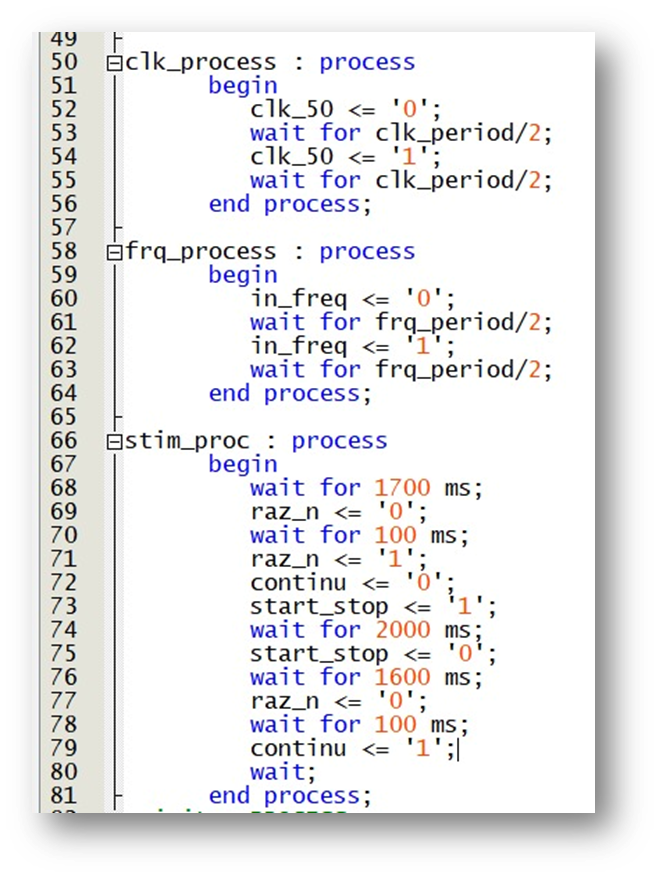 49
50 clk_process : process
51 begin
52 clk_50 <= '0';
53 wait for clk_period/2;
54 clk_50 <= '1';
55 wait for clk_period/2;
56 end process;
57
58 frq_process : process
59 begin
60 in_freq <= '0';
61 wait for frq_period/2;
62 in_freq <= '1';
63 wait for frq_period/2;
64 end process;
65
66 stim_proc : process
67 begin
68 wait for 1700 ms;
69 raz_n <= '0';
70 wait for 100 ms;
71 raz_n <= '1';
72 continu <= '0';
73 start_stop <= '1';
74 wait for 2000 ms;
75 start_stop <= '0';
76 wait for 1600 ms;
77 raz_n <= '0';
78 wait for 100 ms;
79 continu <= '1';
80 wait;
81 end process;